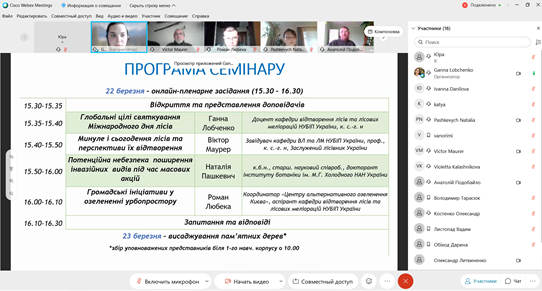 Cisco Webex Meetings
Информация о совещании
Скрыть строку меню
Подключено
Файл Редактировать Совместный доступ Вид Аудио и видео Участник Совещание Справка
Компоновка
Юра
Victor Maurer
Роман Любека
Pashkevych Natalia
Анатолій Подоб
Просмотр приложений Gan...
ПРОГРАМА СЕМІНАРУ
22 березня - онлайн-пленарне засідання (15.30 - 16.30)
15.30-15.35 Відкриття та представлення доповідачів
15.35-15.40 Глобальні цілі святкування Міжнародного дня лісів Ганна Лобченко Доцент кафедри відтворення лісів та лісових меліорацій НУБІП України, к. с.-г. н
15.40-15.50 Минуле і сьогодення лісів та перспективи їх відтворення Віктор Маурер Завідувач кафедри ВЛ та ЛМ НУБІП України, проф., к. с.-г. н., Заслужений лісівник України
15.50-16.00 Потенційна небезпека поширення інвазійних видів під час масових акцій Наталія Пашкевич к.б.н., старш. науковий співроб., докторант Інституту ботаніки ім. М.Г. Холодного НАН України
16.00-16.10 Громадські ініціативи у озелененні урбопростору Роман Любека Координатор «Центру альтернативного озеленення Києва», аспірант кафедри відтворення лісів та лісових меліорацій НУБІП України
16.10-16.30 Запитання та відповіді
23 березня - висаджування пам'ятних дерев*
*збір уповноважених представників біля 1-го навч. корпусу о 10.00
Участники (16)
Поиск
Юра
Я
Ganna Lobchenko
Организатор
Ivanna Danilova
katya
PN Pashkevych Natalia
vanorimi
VM Victor Maurer
VK Violetta Kalashnikova
Анатолій Подобайло
Володимир Тарасюк
Костенко Олександр
Листопад Вадим
Обіход Дарина
Олександр Литвиненко
Включить микрофон
Начать видео
Совместный доступ
Участники
Чат